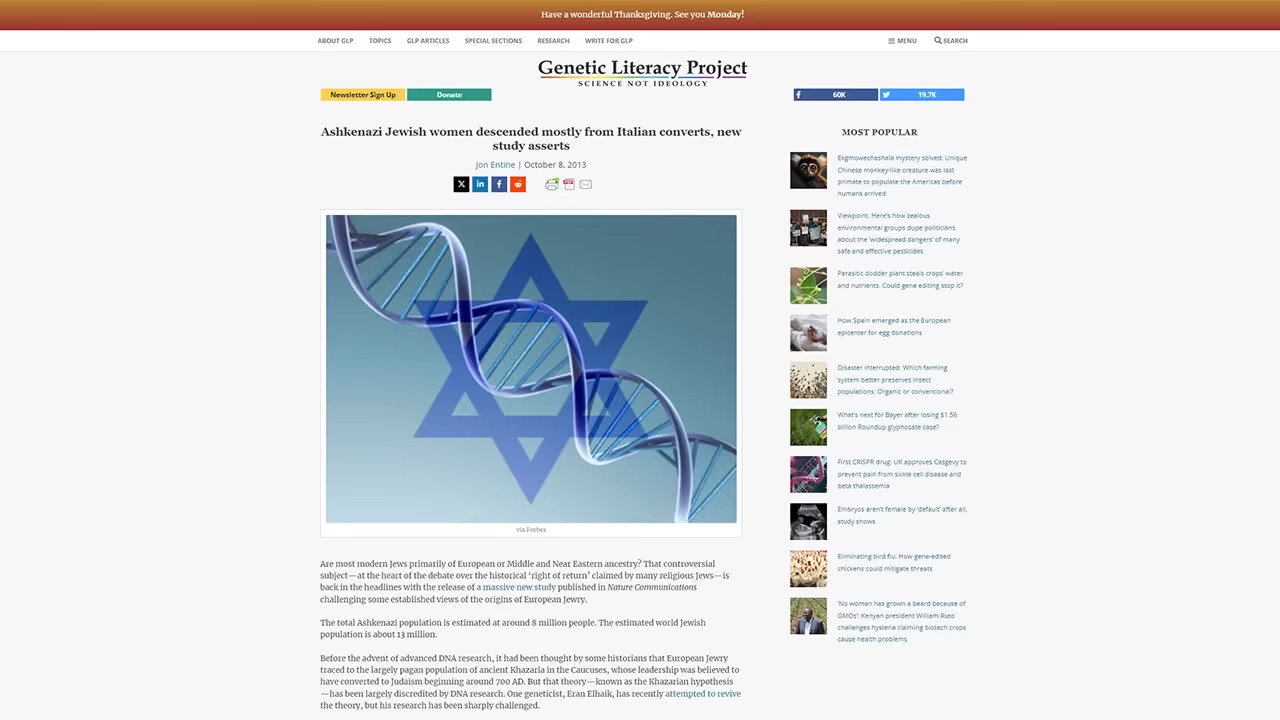 Have a wonderful Thanksgiving. See you Monday!
ABOUT GLP TOPICS GLP ARTICLES SPECIAL SECTIONS RESEARCH WRITE FOR GLP MENU SEARCH
Genetic Literacy Project
SCIENCE NOT IDEOLOGY
Newsletter Sign Up Donate 60K 19.7K
Ashkenazi Jewish women descended mostly from Italian converts, new
study asserts
Jon Entine | October 8, 2013
via Forbes
Are most modern Jews primarily of European or Middle and Near Eastern ancestry? That controversial
subject—at the heart of the debate over the historical ‘right of return’ claimed by many religious Jews—is
back in the headlines with the release of a massive new study published in Nature Communications
challenging some established views of the origins of European Jewry.
The total Ashkenazi population is estimated at around 8 million people. The estimated world Jewish
population is about 13 million.
Before the advent of advanced DNA research, it had been thought by some historians that European Jewry
traced to the largely pagan population of ancient Khazaria in the Caucuses, whose leadership was believed to
have converted to Judaism beginning around 700 AD. But that theory—known as the Khazarian hypothesis
—has been largely discredited by DNA research. One geneticist, Eran Elhaik, has recently attempted to revive
the theory, but his research has been sharply challenged.
MOST POPULAR
Ekgmowechashala mystery solved: Unique
Chinese monkey-like creature was last
primate to populate the Americas before
humans arrived
Viewpoint: Here's how zealous
environmental groups dupe politicians
about the 'widespread dangers' of many
safe and effective pesticides
Parasitic dodder plant steals crops' water
and nutrients. Could gene editing stop it?
How Spain emerged as the European
epicenter for egg donations
Disaster interrupted: Which farming
system better preserves insect
populations: Organic or conventional?
What's next for Bayer after losing $1.56
billion Roundup glyphosate case?
First CRISPR drug: UK approves Casgevy to
prevent pain from sickle cell disease and
beta thalassemia
Embryos aren't female by 'default' after all,
study shows
Eliminating bird flu: How gene-edited
chickens could mitigate threats
'No woman has grown a beard because of
GMOs': Kenyan president William Ruto
challenges hysteria claiming biotech crops
cause health problems